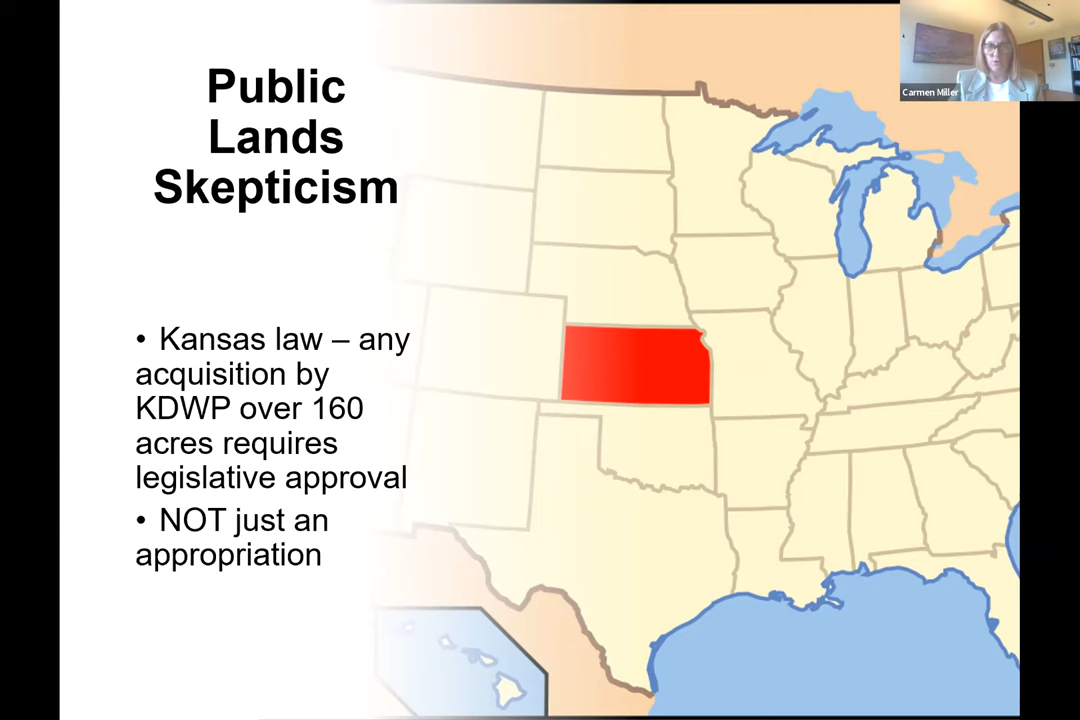 Public
Lands
Skepticism
• Kansas law – any
acquisition by
KDWP over 160
acres requires
legislative approval
• NOT just an
appropriation
Carmen Miller